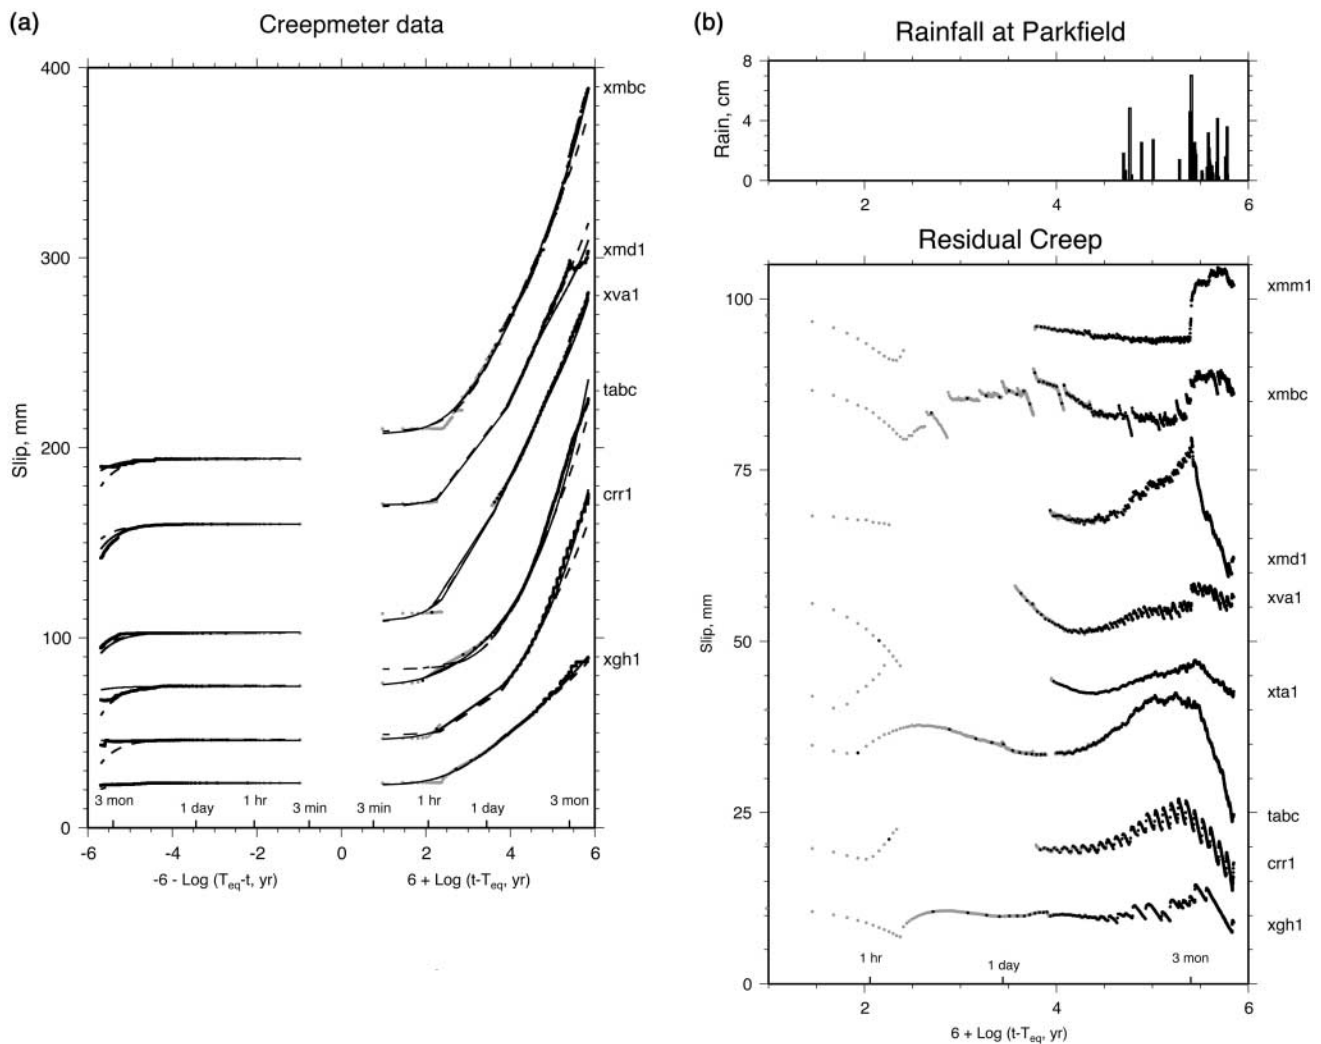 (a)
Creepmeter data
400
300
200
100
0
Slip, mm
xmbc
xmd1
xva1
tabc
crr1
xgh1
3 mon
1 day
1 hr
3 min
3 min
1 hr
1 day
3 mon
-6
-4
-2
0
2
4
6
-6 - Log (Teq-t, yr)
6 + Log (t-Teq, yr)
(b)
Rainfall at Parkfield
8
4
0
Rain, cm
2
4
6
Residual Creep
100
75
50
25
0
Slip, mm
xmm1
xmbc
xmd1
xva1
xta1
tabc
crr1
xgh1
1 hr
1 day
3 mon
2
4
6
6 + Log (t-Teq, yr)